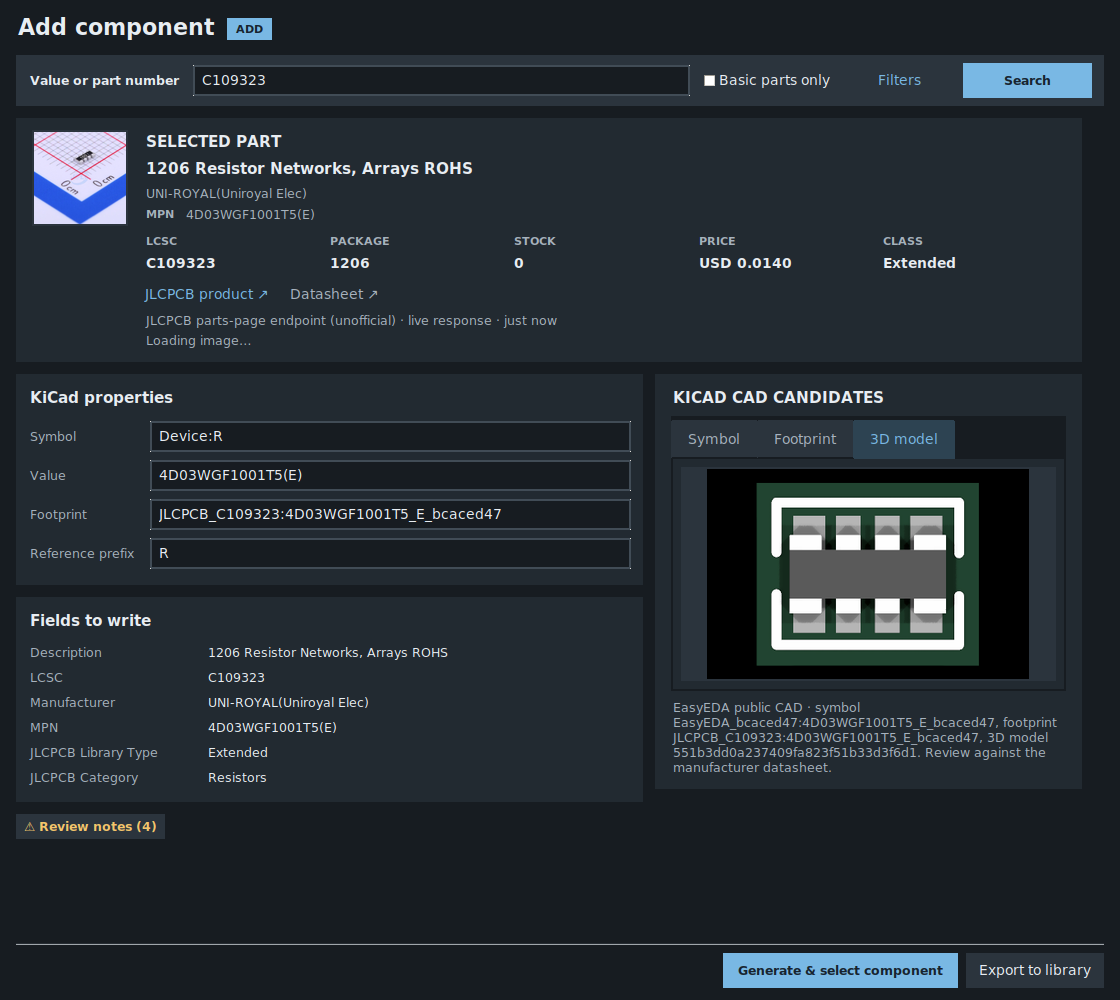 Add component ADD
Value or part number C109323 Basic parts only Filters Search
0cm 0cm
SELECTED PART
1206 Resistor Networks, Arrays ROHS
UNI-ROYAL(Uniroyal Elec)
MPN 4D03WGF1001T5(E)
LCSC PACKAGE STOCK PRICE CLASS
C109323 1206 0 USD 0.0140 Extended
JLCPCB product ↗ Datasheet ↗
JLCPCB parts-page endpoint (unofficial) · live response · just now
Loading image…
KiCad properties
Symbol Device:R
Value 4D03WGF1001T5(E)
Footprint JLCPCB_C109323:4D03WGF1001T5_E_bcaced47
Reference prefix R
Fields to write
Description 1206 Resistor Networks, Arrays ROHS
LCSC C109323
Manufacturer UNI-ROYAL(Uniroyal Elec)
MPN 4D03WGF1001T5(E)
JLCPCB Library Type Extended
JLCPCB Category Resistors
KICAD CAD CANDIDATES
Symbol Footprint 3D model
EasyEDA public CAD · symbol
EasyEDA_bcaced47:4D03WGF1001T5_E_bcaced47, footprint
JLCPCB_C109323:4D03WGF1001T5_E_bcaced47, 3D model
551b3dd0a237409fa823f51b33d3f6d1. Review against the
manufacturer datasheet.
⚠ Review notes (4)
Generate & select component Export to library